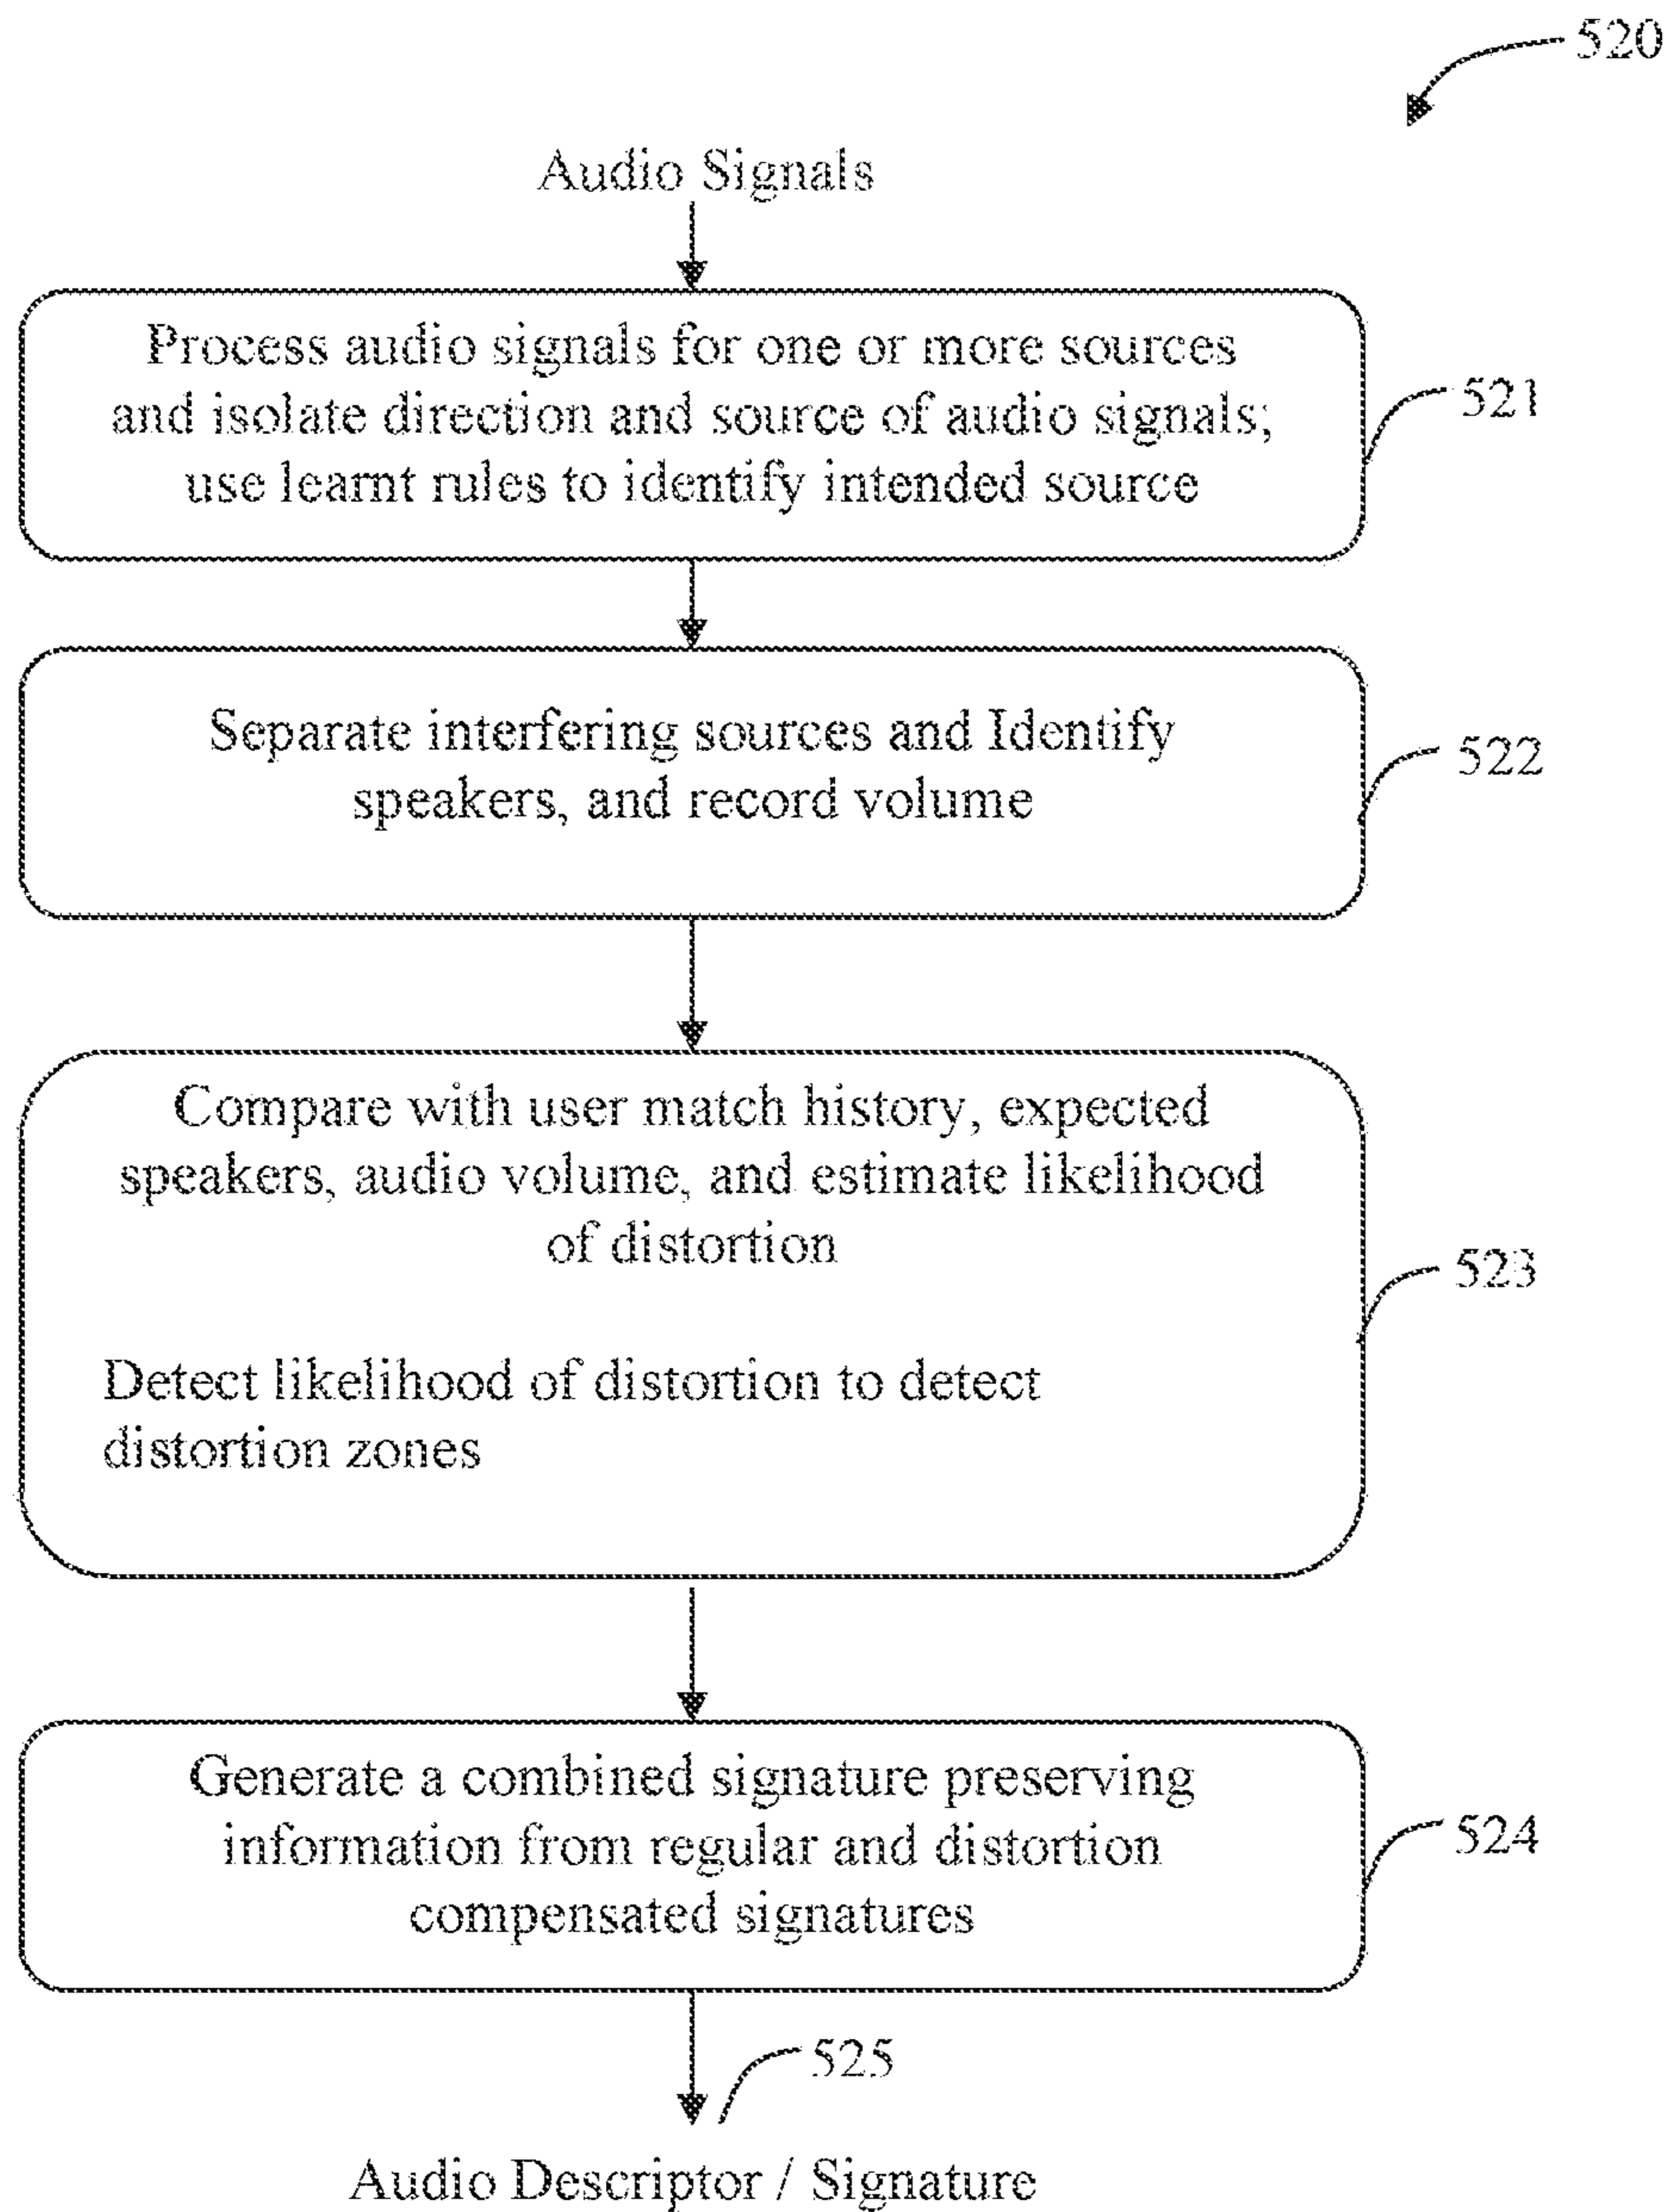 520
Audio Signals
Process audio signals for one or more sources
and isolate direction and source of audio signals;
use learnt rules to identify intended source
521
Separate interfering sources and Identify
speakers, and record volume
522
Compare with user match history, expected
speakers, audio volume, and estimate likelihood
of distortion
523
Detect likelihood of distortion to detect
distortion zones
Generate a combined signature preserving
information from regular and distortion
compensated signatures
524
525
Audio Descriptor / Signature